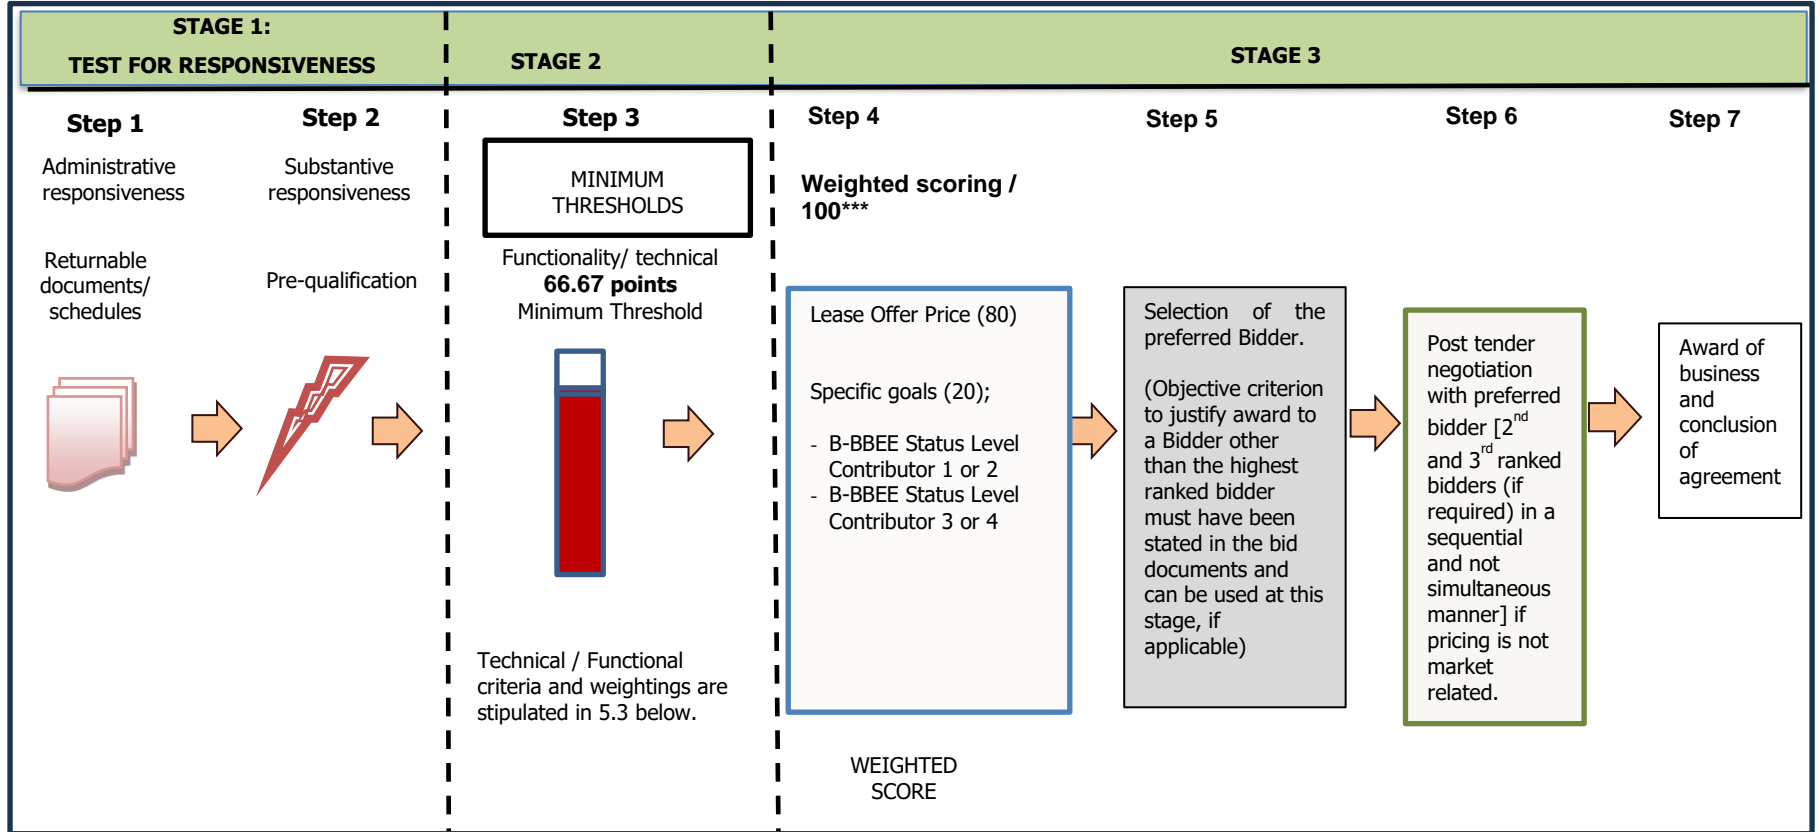 STAGE 1:
TEST FOR RESPONSIVENESS
STAGE 2
STAGE 3
Step 1
Administrative
responsiveness
Returnable
documents/
schedules
Step 2
Substantive
responsiveness
Pre-qualification
Step 3
MINIMUM
THRESHOLDS
Functionality/ technical
66.67 points
Minimum Threshold
Technical / Functional
criteria and weightings are
stipulated in 5.3 below.
Step 4
Weighted scoring /
100***
Lease Offer Price (80)
Specific goals (20);
- B-BBEE Status Level
Contributor 1 or 2
- B-BBEE Status Level
Contributor 3 or 4
WEIGHTED
SCORE
Step 5
Selection of the
preferred Bidder.
(Objective criterion
to justify award to
a Bidder other
than the highest
ranked bidder
must have been
stated in the bid
documents and
can be used at this
stage, if
applicable)
Step 6
Post tender
negotiation
with preferred
bidder [2nd
and 3rd ranked
bidders (if
required) in a
sequential
and not
simultaneous
manner] if
pricing is not
market
related.
Step 7
Award of
business
and
conclusion
of
agreement